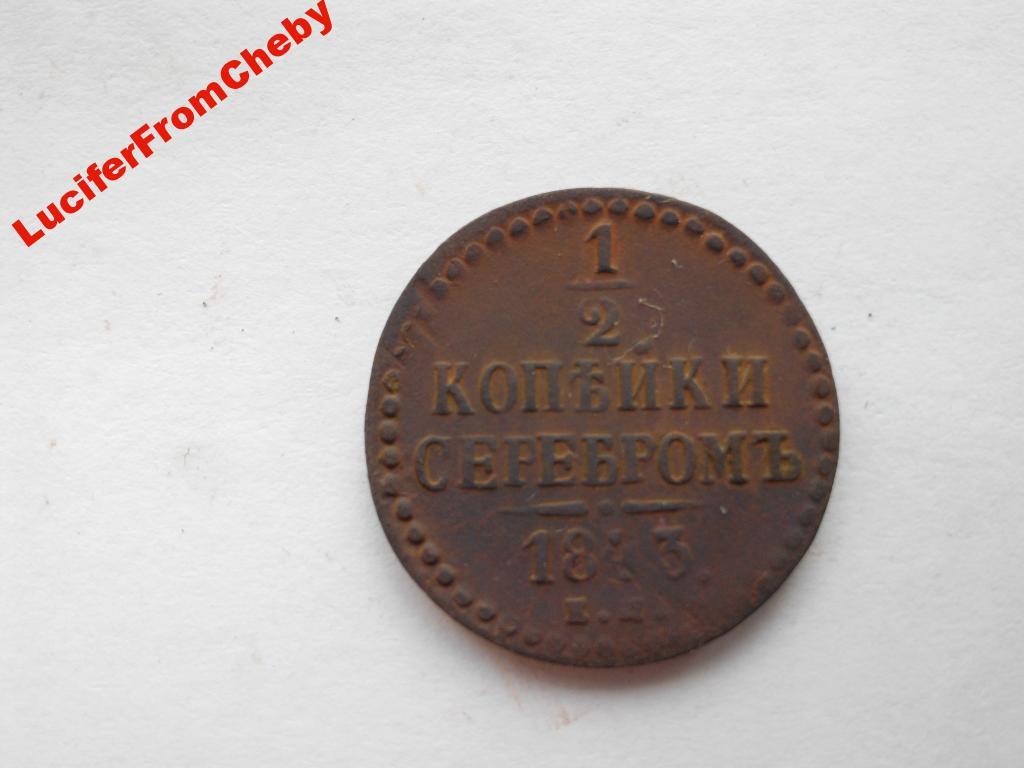 LuciferFromCheby
1
2
КОПѢЙКИ
СЕРЕБРОМЪ